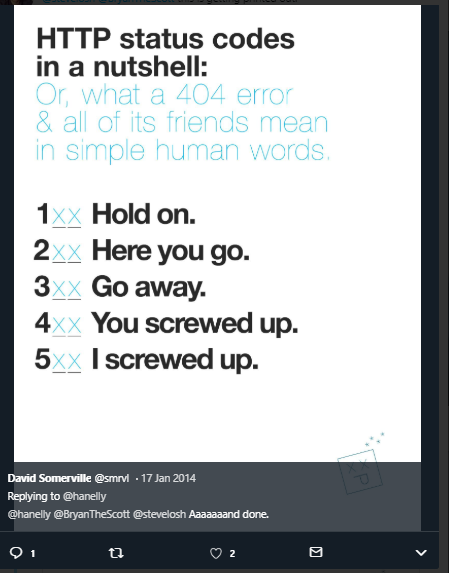 HTTP status codes
in a nutshell:
Or, what a 404 error
& all of its friends mean
in simple human words.
1xx Hold on.
2xx Here you go.
3xx Go away.
4xx You screwed up.
5xx I screwed up.
David Somerville @smrvl · 17 Jan 2014
Replying to @hanelly
@hanelly @BryanTheScott @stevelosh Aaaaaaand done.
1 2